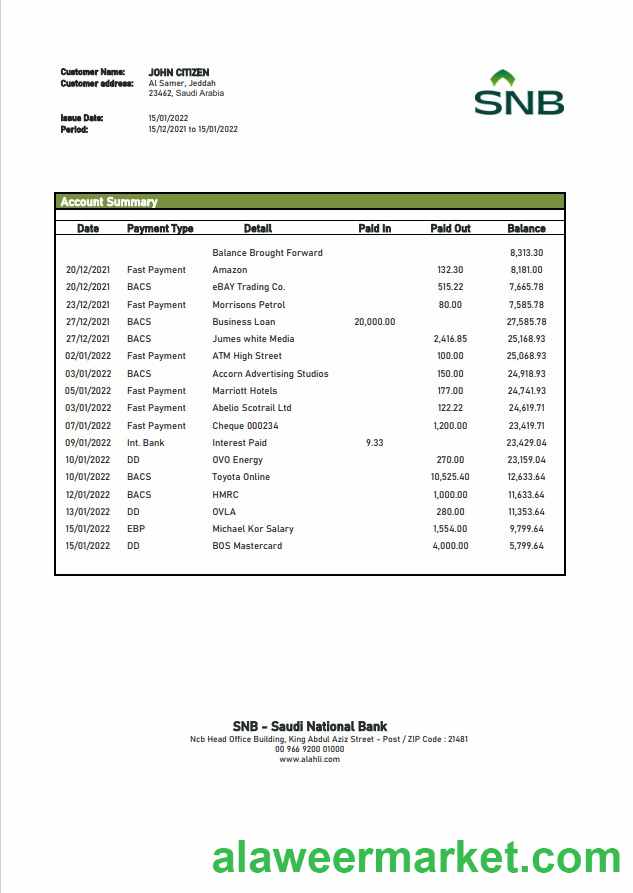 Customer Name: JOHN CITIZEN
Customer address: Al Samer, Jeddah
23462, Saudi Arabia
SNB
Issue Date: 15/01/2022
Period: 15/12/2021 to 15/01/2022
Account Summary
Date Payment Type Detail Paid In Paid Out Balance
Balance Brought Forward 8,313.30
20/12/2021 Fast Payment Amazon 132.30 8,181.00
20/12/2021 BACS eBAY Trading Co. 515.22 7,665.78
23/12/2021 Fast Payment Morrisons Petrol 80.00 7,585.78
27/12/2021 BACS Business Loan 20,000.00 27,585.78
27/12/2021 BACS Jumes white Media 2,416.85 25,168.93
02/01/2022 Fast Payment ATM High Street 100.00 25,068.93
03/01/2022 BACS Accorn Advertising Studios 150.00 24,918.93
05/01/2022 Fast Payment Marriott Hotels 177.00 24,741.93
03/01/2022 Fast Payment Abelio Scotrail Ltd 122.22 24,619.71
07/01/2022 Fast Payment Cheque 000234 1,200.00 23,419.71
09/01/2022 Int. Bank Interest Paid 9.33 23,429.04
10/01/2022 DD OVO Energy 270.00 23,159.04
10/01/2022 BACS Toyota Online 10,525.40 12,633.64
12/01/2022 BACS HMRC 1,000.00 11,633.64
13/01/2022 DD OVLA 280.00 11,353.64
15/01/2022 EBP Michael Kor Salary 1,554.00 9,799.64
15/01/2022 DD BOS Mastercard 4,000.00 5,799.64
SNB - Saudi National Bank
Ncb Head Office Building, King Abdul Aziz Street - Post / ZIP Code : 21481
00 966 9200 01000
www.alahli.com
alaweermarket.com